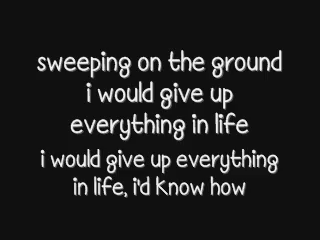 sweeping on the ground
i would give up
everything in life
i would give up everything
in life, i'd know how